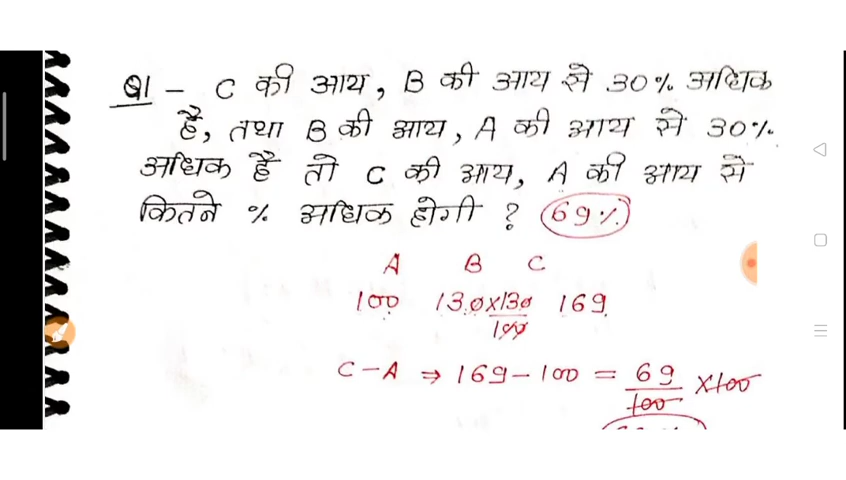 Q1 - C की आय, B की आय से 30% अधिक
है, तथा B की आय, A की आय से 30%
अधिक है तो C की आय, A की आय से
कितने % अधिक होगी ? 69%
A B C
100 130×130/100 169
C-A ⇒ 169-100 = 69/100 ×100